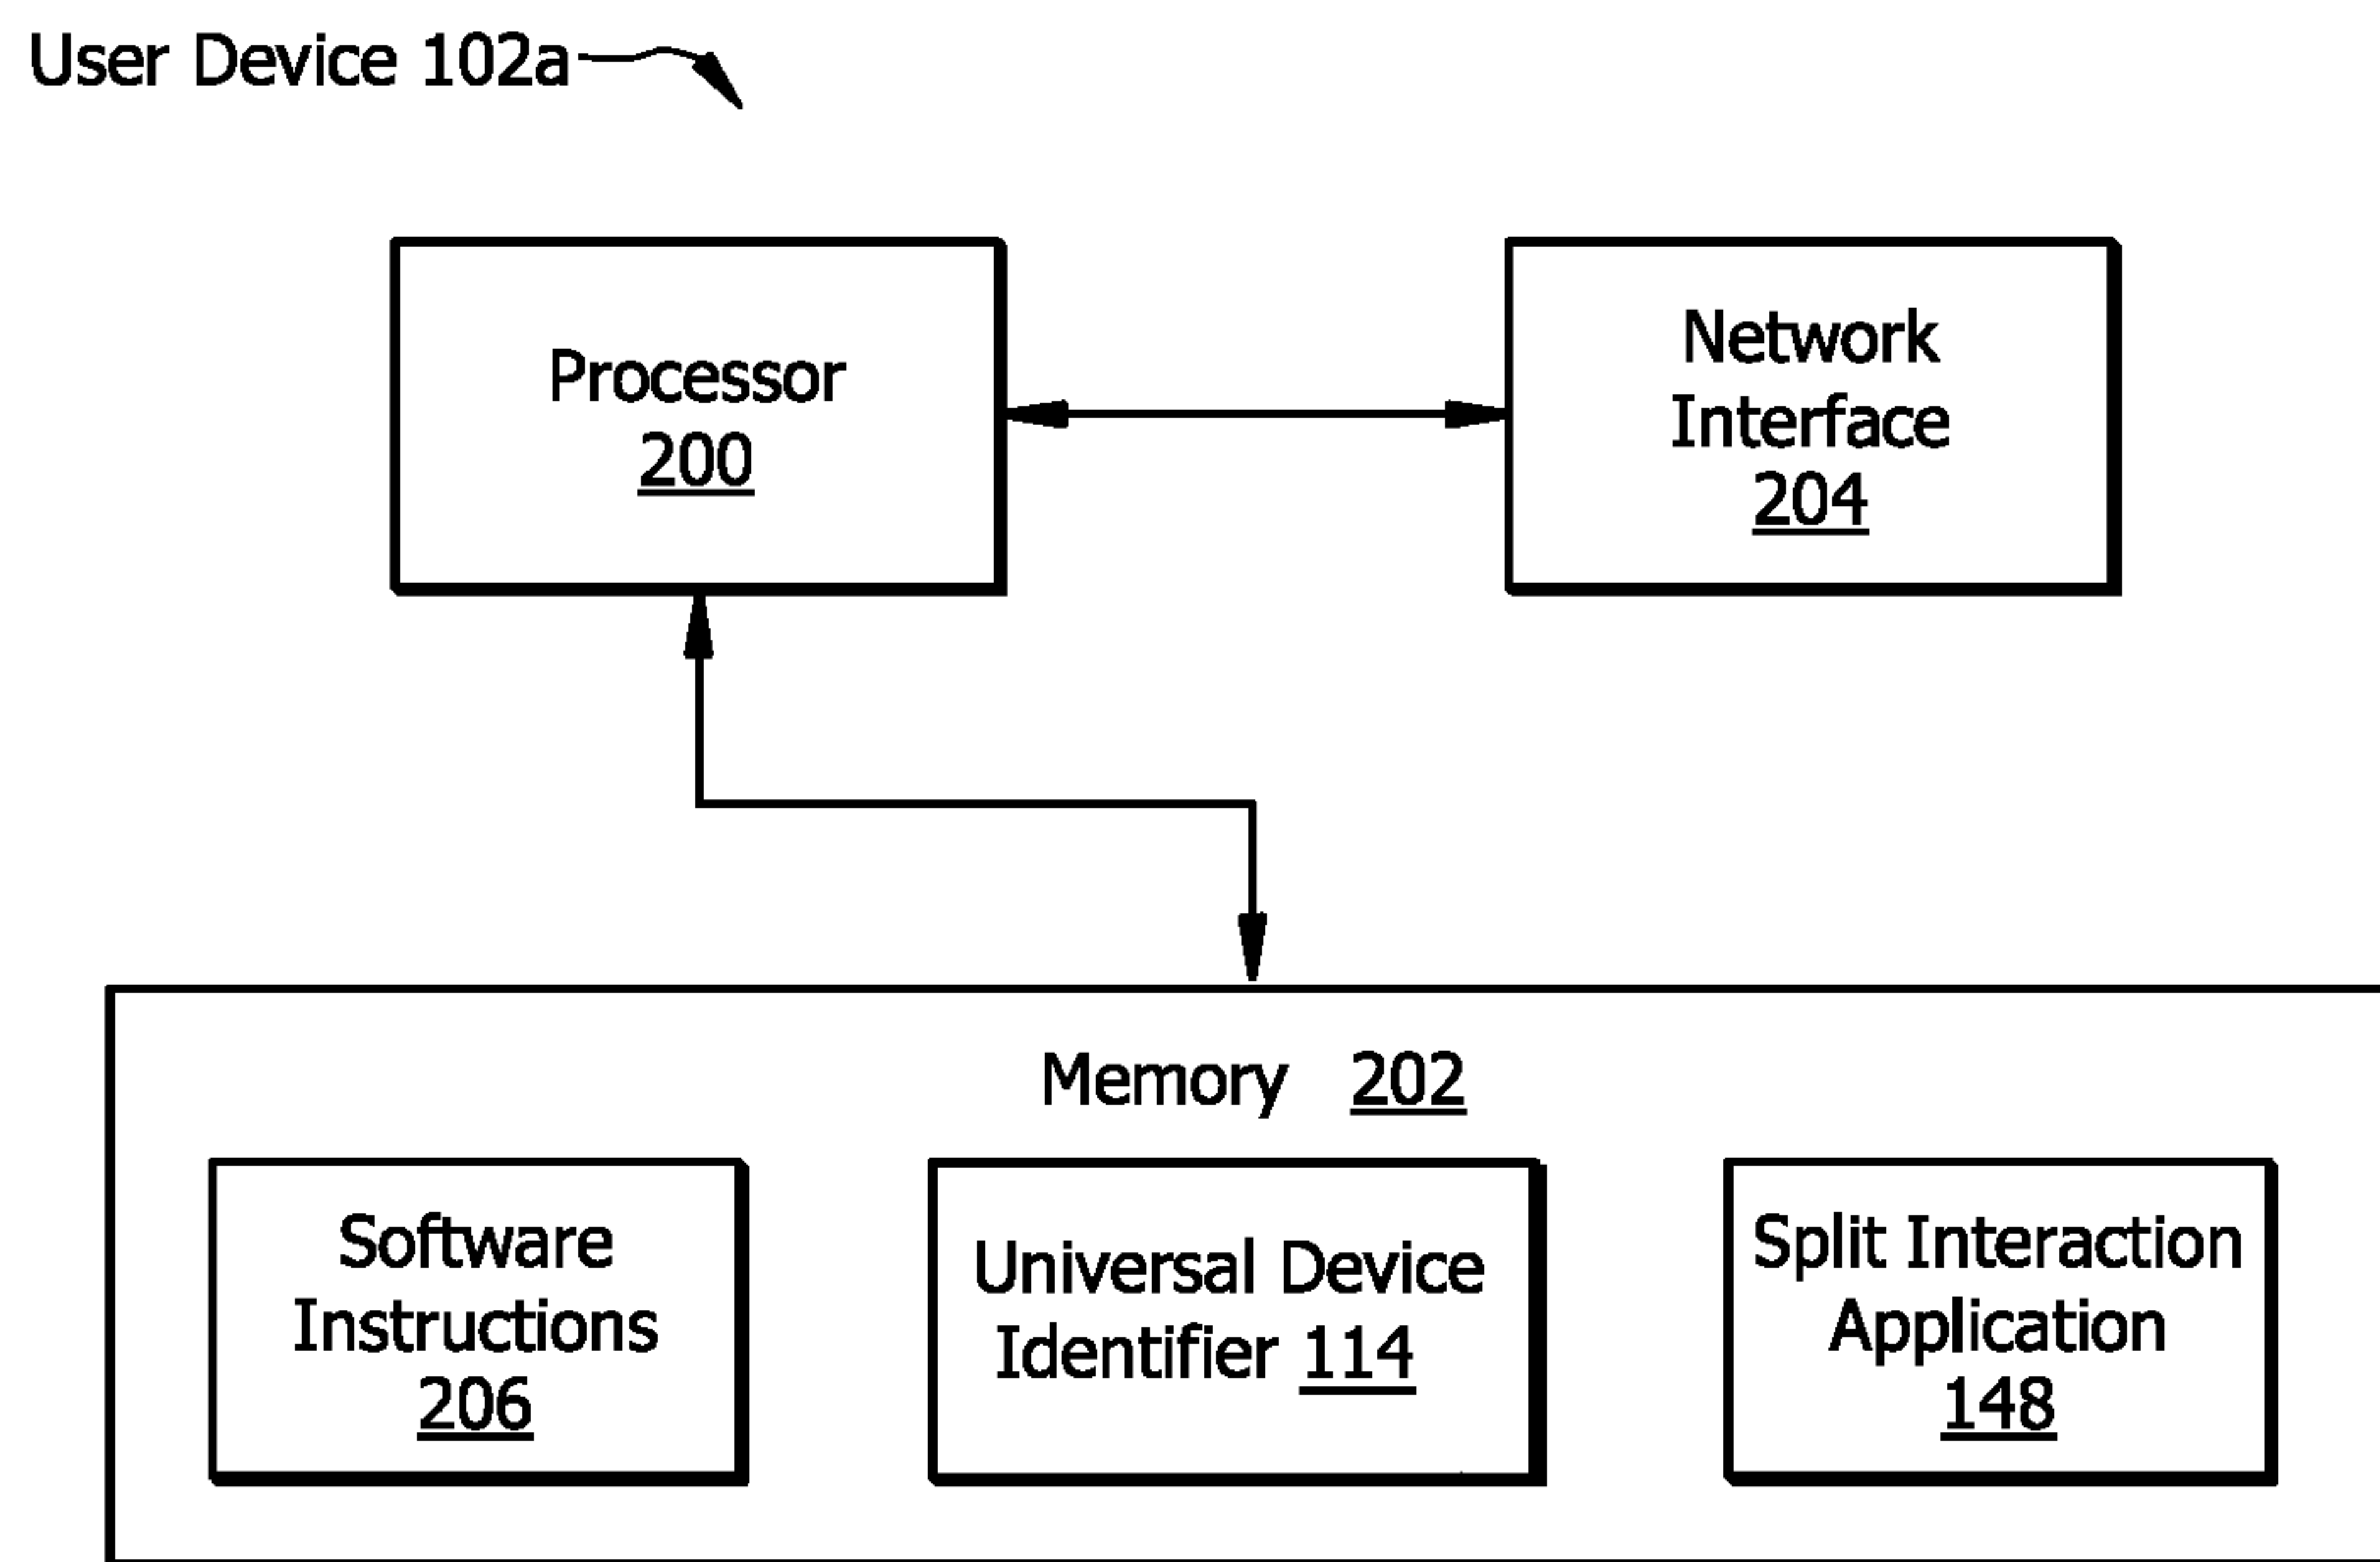 User Device 102a
Processor
200
Network
Interface
204
Memory 202
Software
Instructions
206
Universal Device
Identifier 114
Split Interaction
Application
148